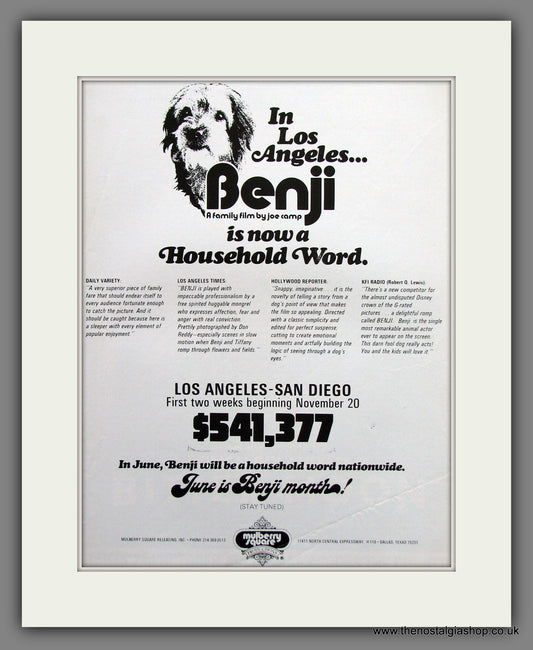 In
Los
Angeles...
Benji
A family film by joe camp
is now a
Household Word.
DAILY VARIETY:
"A very superior piece of family
fare that should endear itself to
every audience fortunate enough
to catch the picture. And it
should be caught because here is
a sleeper with every element of
popular enjoyment."
LOS ANGELES TIMES:
"BENJI is played with
impeccable professionalism by a
free spirited huggable mongrel
who expresses affection, fear and
anger with real conviction.
Prettily photographed by Don
Reddy—especially scenes in slow
motion when Benji and Tiffany
romp through flowers and fields."
HOLLYWOOD REPORTER:
"Snappy, imaginative . . . it is the
novelty of telling a story from a
dog's point of view that makes
the film so appealing. Directed
with a classic simplicity and
edited for perfect suspense,
cutting to create emotional
moments and artfully building the
logic of seeing through a dog's
eyes."
KFI RADIO (Robert Q. Lewis):
"There's a new competitor for
the almost undisputed Disney
crown of the G-rated
pictures . . . a delightful romp
called BENJI. Benji is the single
most remarkable animal actor
ever to appear on the screen.
This darn fool dog really acts!
You and the kids will love it."
LOS ANGELES-SAN DIEGO
First two weeks beginning November 20
$541,377
In June, Benji will be a household word nationwide.
June is Benji month!
(STAY TUNED)
MULBERRY SQUARE RELEASING, INC. • PHONE 214-369-2613
mulberry
square
11411 NORTH CENTRAL EXPRESSWAY, • DALLAS, TEXAS 75231
www.thenostalgiashop.co.uk